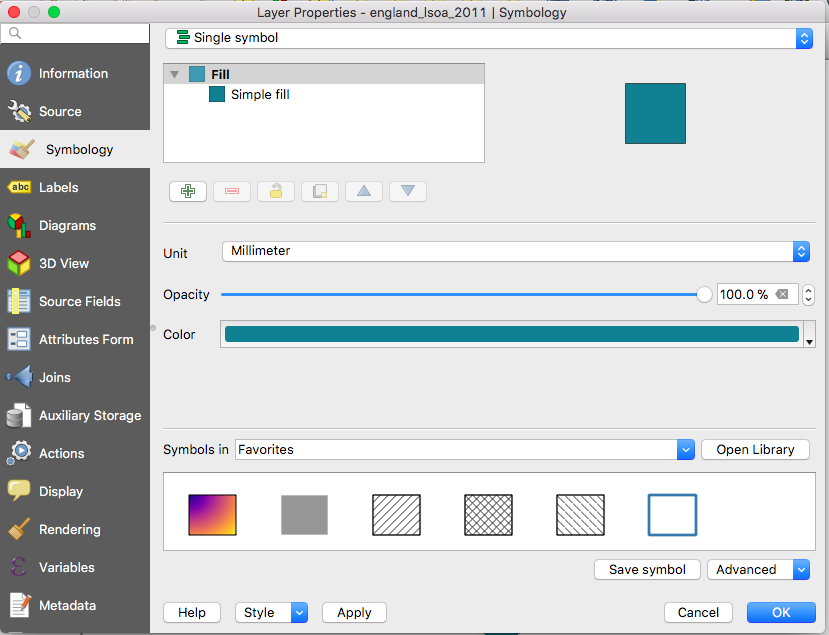 Layer Properties - england_lsoa_2011 | Symbology
Information
Source
Symbology
abc Labels
Diagrams
3D View
Source Fields
Attributes Form
Joins
Auxiliary Storage
Actions
Display
Rendering
Variables
Metadata
Single symbol
Fill
Simple fill
Unit Millimeter
Opacity 100.0 %
Color
Symbols in Favorites Open Library
Save symbol Advanced
Help Style Apply Cancel OK